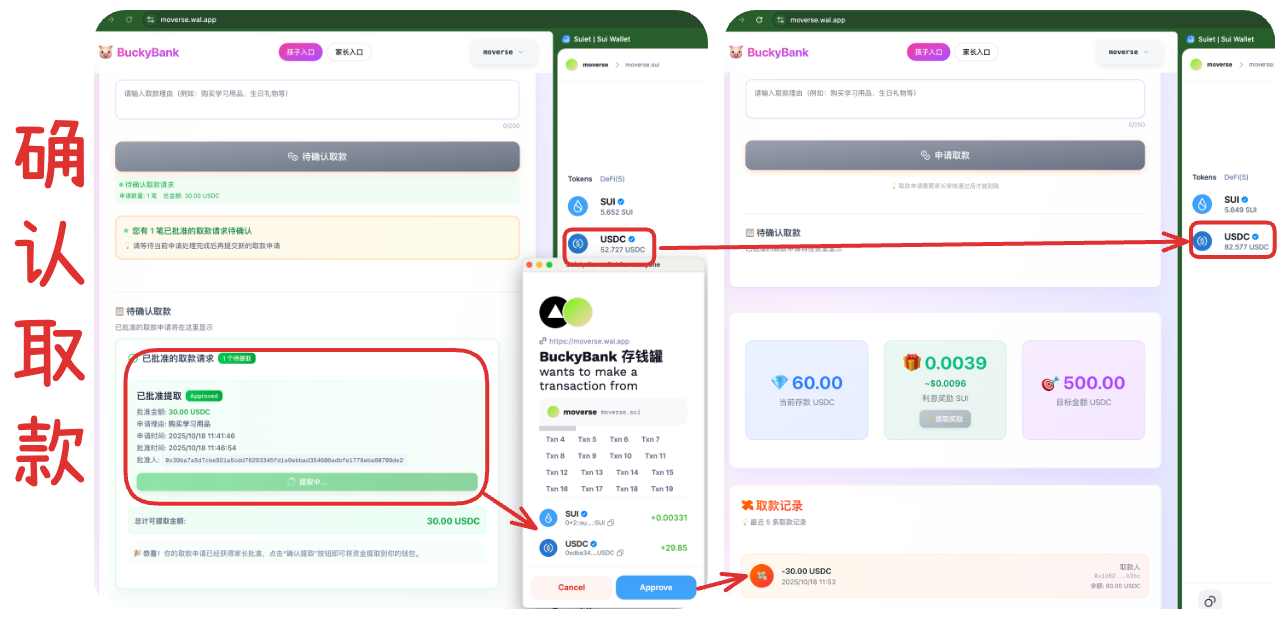 确
认
取
款
moverse.wal.app
BuckyBank
孩子入口
家长入口
moverse
请输入取款理由（例如：购买学习用品、生日礼物等）
0/200
待确认取款
待确认取款请求
申请数量: 1 笔 总金额: 30.00 USDC
您有 1 笔已批准的取款请求待确认
请等待当前申请处理完成后再提交新的取款申请
待确认取款
已批准的取款申请将在这里显示
已批准的取款请求
1 个待提取
已批准提取
Approved
批准金额: 30.00 USDC
申请理由: 购买学习用品
申请时间: 2025/10/18 11:41:46
批准时间: 2025/10/18 11:46:54
批准人:
提取中...
总计可提取金额:
30.00 USDC
恭喜！你的取款申请已经获得家长批准，点击"确认提取"按钮即可将资金提取到你的钱包。
Suiet | Sui Wallet
moverse
moverse.sui
Tokens
DeFi(5)
SUI
5.652 SUI
USDC
52.727 USDC
https://moverse.wal.app
BuckyBank 存钱罐
wants to make a
transaction from
moverse
moverse.sui
Txn 4 Txn 5 Txn 6 Txn 7
Txn 8 Txn 9 Txn 10 Txn 11
Txn 12 Txn 13 Txn 14 Txn 15
Txn 16 Txn 17 Txn 18 Txn 19
SUI
0x2::su...:SUI
+0.00331
USDC
0xdba34...USDC
+29.85
Cancel
Approve
moverse.wal.app
BuckyBank
孩子入口
家长入口
moverse
请输入取款理由（例如：购买学习用品、生日礼物等）
0/200
申请取款
取款申请需要家长审核通过后才能到账
待确认取款
已批准的取款申请将在这里显示
60.00
当前存款 USDC
0.0039
~$0.0096
利息奖励 SUI
提取奖励
500.00
目标金额 USDC
取款记录
最近 5 条取款记录
-30.00 USDC
2025/10/18 11:53
取款人
余额: 60.00 USDC
Suiet | Sui Wallet
moverse
moverse.
Tokens
DeFi(5)
SUI
5.649 SUI
USDC
82.577 USDC